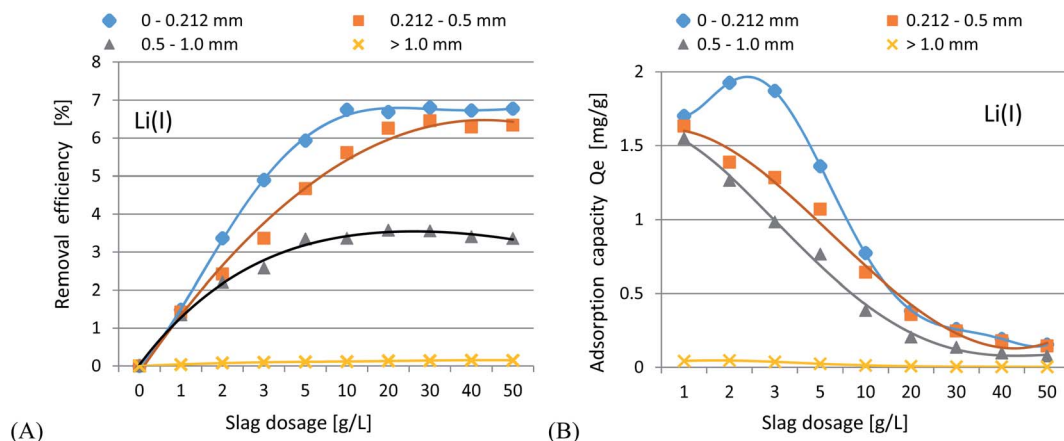 (A)
0 - 0.212 mm
0.212 - 0.5 mm
0.5 - 1.0 mm
> 1.0 mm
Removal efficiency [%]
8
7
6
5
4
3
2
1
0
Li(I)
0 1 2 3 5 10 20 30 40 50
Slag dosage [g/L]
(B)
0 - 0.212 mm
0.212 - 0.5 mm
0.5 - 1.0 mm
> 1.0 mm
Adsorption capacity Qe [mg/g]
2
1.5
1
0.5
0
Li(I)
1 2 3 5 10 20 30 40 50
Slag dosage [g/L]